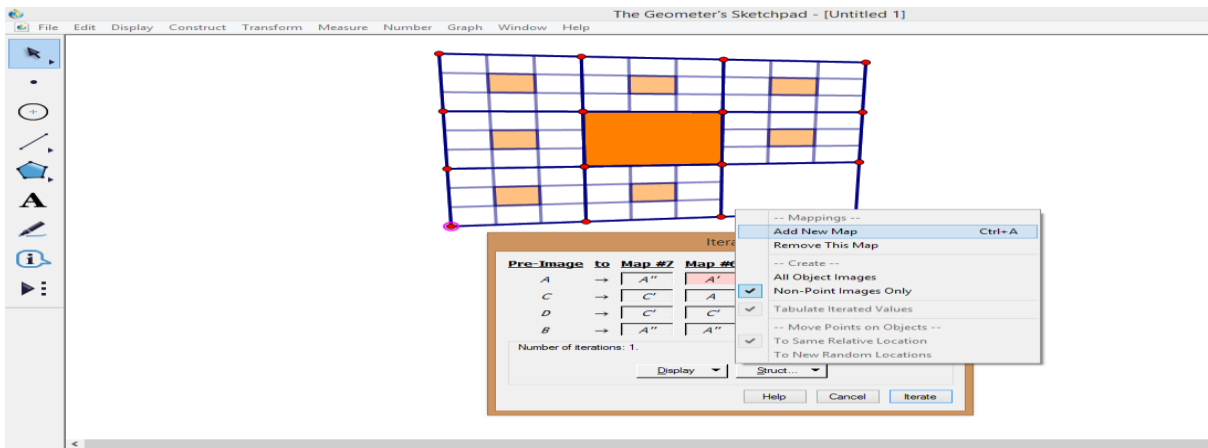 The Geometer's Sketchpad - [Untitled 1]
File Edit Display Construct Transform Measure Number Graph Window Help
A
Itera
Pre-Image to Map #7 Map #6
A → A'' A'
C → C' A
D → C' C'
B → A'' A''
Number of iterations: 1.
Display Struct...
Help Cancel Iterate
-- Mappings --
Add New Map Ctrl+A
Remove This Map
-- Create --
All Object Images
Non-Point Images Only
Tabulate Iterated Values
-- Move Points on Objects --
To Same Relative Location
To New Random Locations